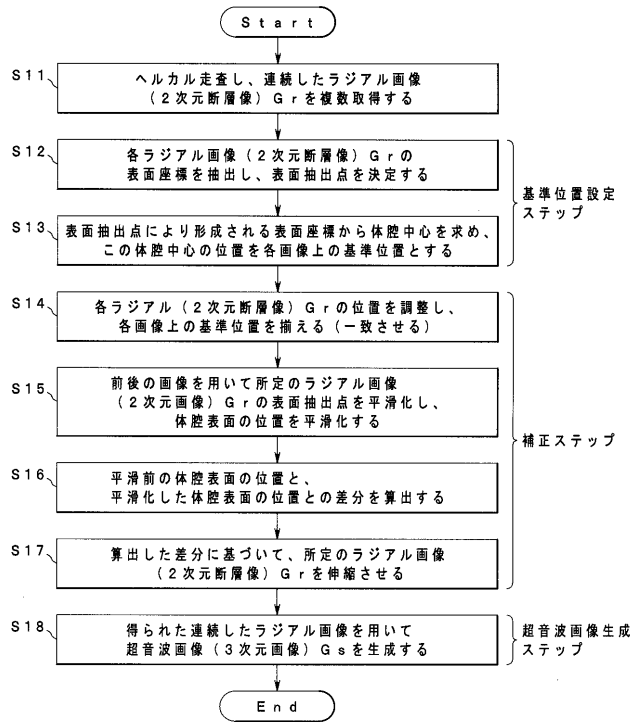 Start
S11
ヘルカル走査し、連続したラジアル画像
(2次元断層像)Grを複数取得する
S12
各ラジアル画像(2次元断層像)Grの
表面座標を抽出し、表面抽出点を決定する
S13
表面抽出点により形成される表面座標から体腔中心を求め、
この体腔中心の位置を各画像上の基準位置とする
基準位置設定
ステップ
S14
各ラジアル(2次元断層像)Grの位置を調整し、
各画像上の基準位置を揃える(一致させる)
S15
前後の画像を用いて所定のラジアル画像
(2次元画像)Grの表面抽出点を平滑化し、
体腔表面の位置を平滑化する
S16
平滑前の体腔表面の位置と、
平滑化した体腔表面の位置との差分を算出する
S17
算出した差分に基づいて、所定のラジアル画像
(2次元断層像)Grを伸縮させる
補正ステップ
S18
得られた連続したラジアル画像を用いて
超音波画像(3次元画像)Gsを生成する
超音波画像生成
ステップ
End